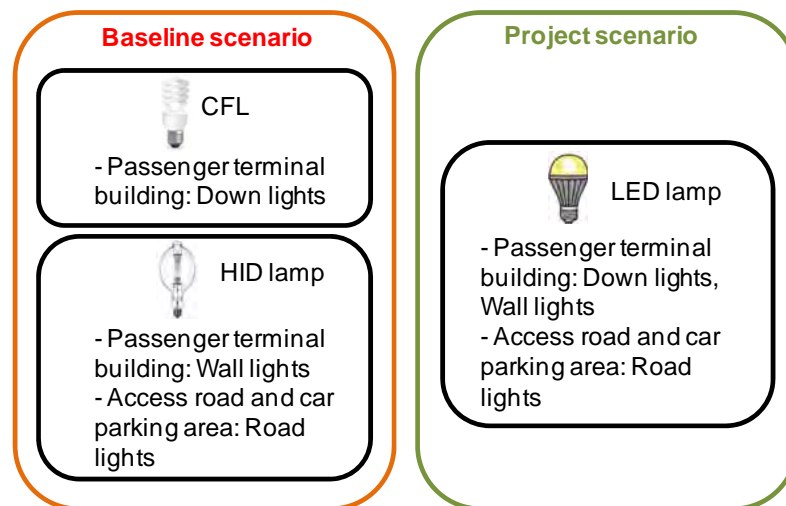 Baseline scenario
CFL
- Passenger terminal
building: Down lights
HID lamp
- Passenger terminal
building: Wall lights
- Access road and car
parking area: Road
lights
Project scenario
LED lamp
- Passenger terminal
building: Down lights,
Wall lights
- Access road and car
parking area: Road
lights